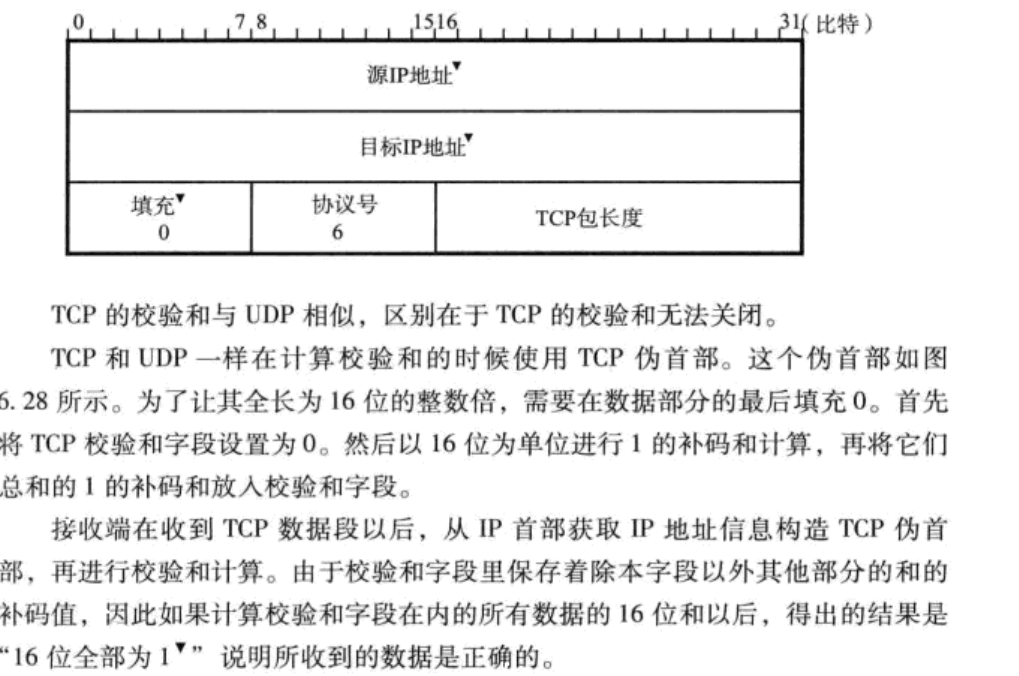 0 7 8 1516 31(比特)
源IP地址▼
目标IP地址▼
填充▼ 协议号 TCP包长度
0 6
TCP 的校验和与 UDP 相似，区别在于 TCP 的校验和无法关闭。
TCP 和 UDP 一样在计算校验和的时候使用 TCP 伪首部。这个伪首部如图
6. 28 所示。为了让其全长为 16 位的整数倍，需要在数据部分的最后填充 0。首先
将 TCP 校验和字段设置为 0。然后以 16 位为单位进行 1 的补码和计算，再将它们
总和的 1 的补码和放入校验和字段。
接收端在收到 TCP 数据段以后，从 IP 首部获取 IP 地址信息构造 TCP 伪首
部，再进行校验和计算。由于校验和字段里保存着除本字段以外其他部分的和的
补码值，因此如果计算校验和字段在内的所有数据的 16 位和以后，得出的结果是
“16 位全部为 1▼” 说明所收到的数据是正确的。